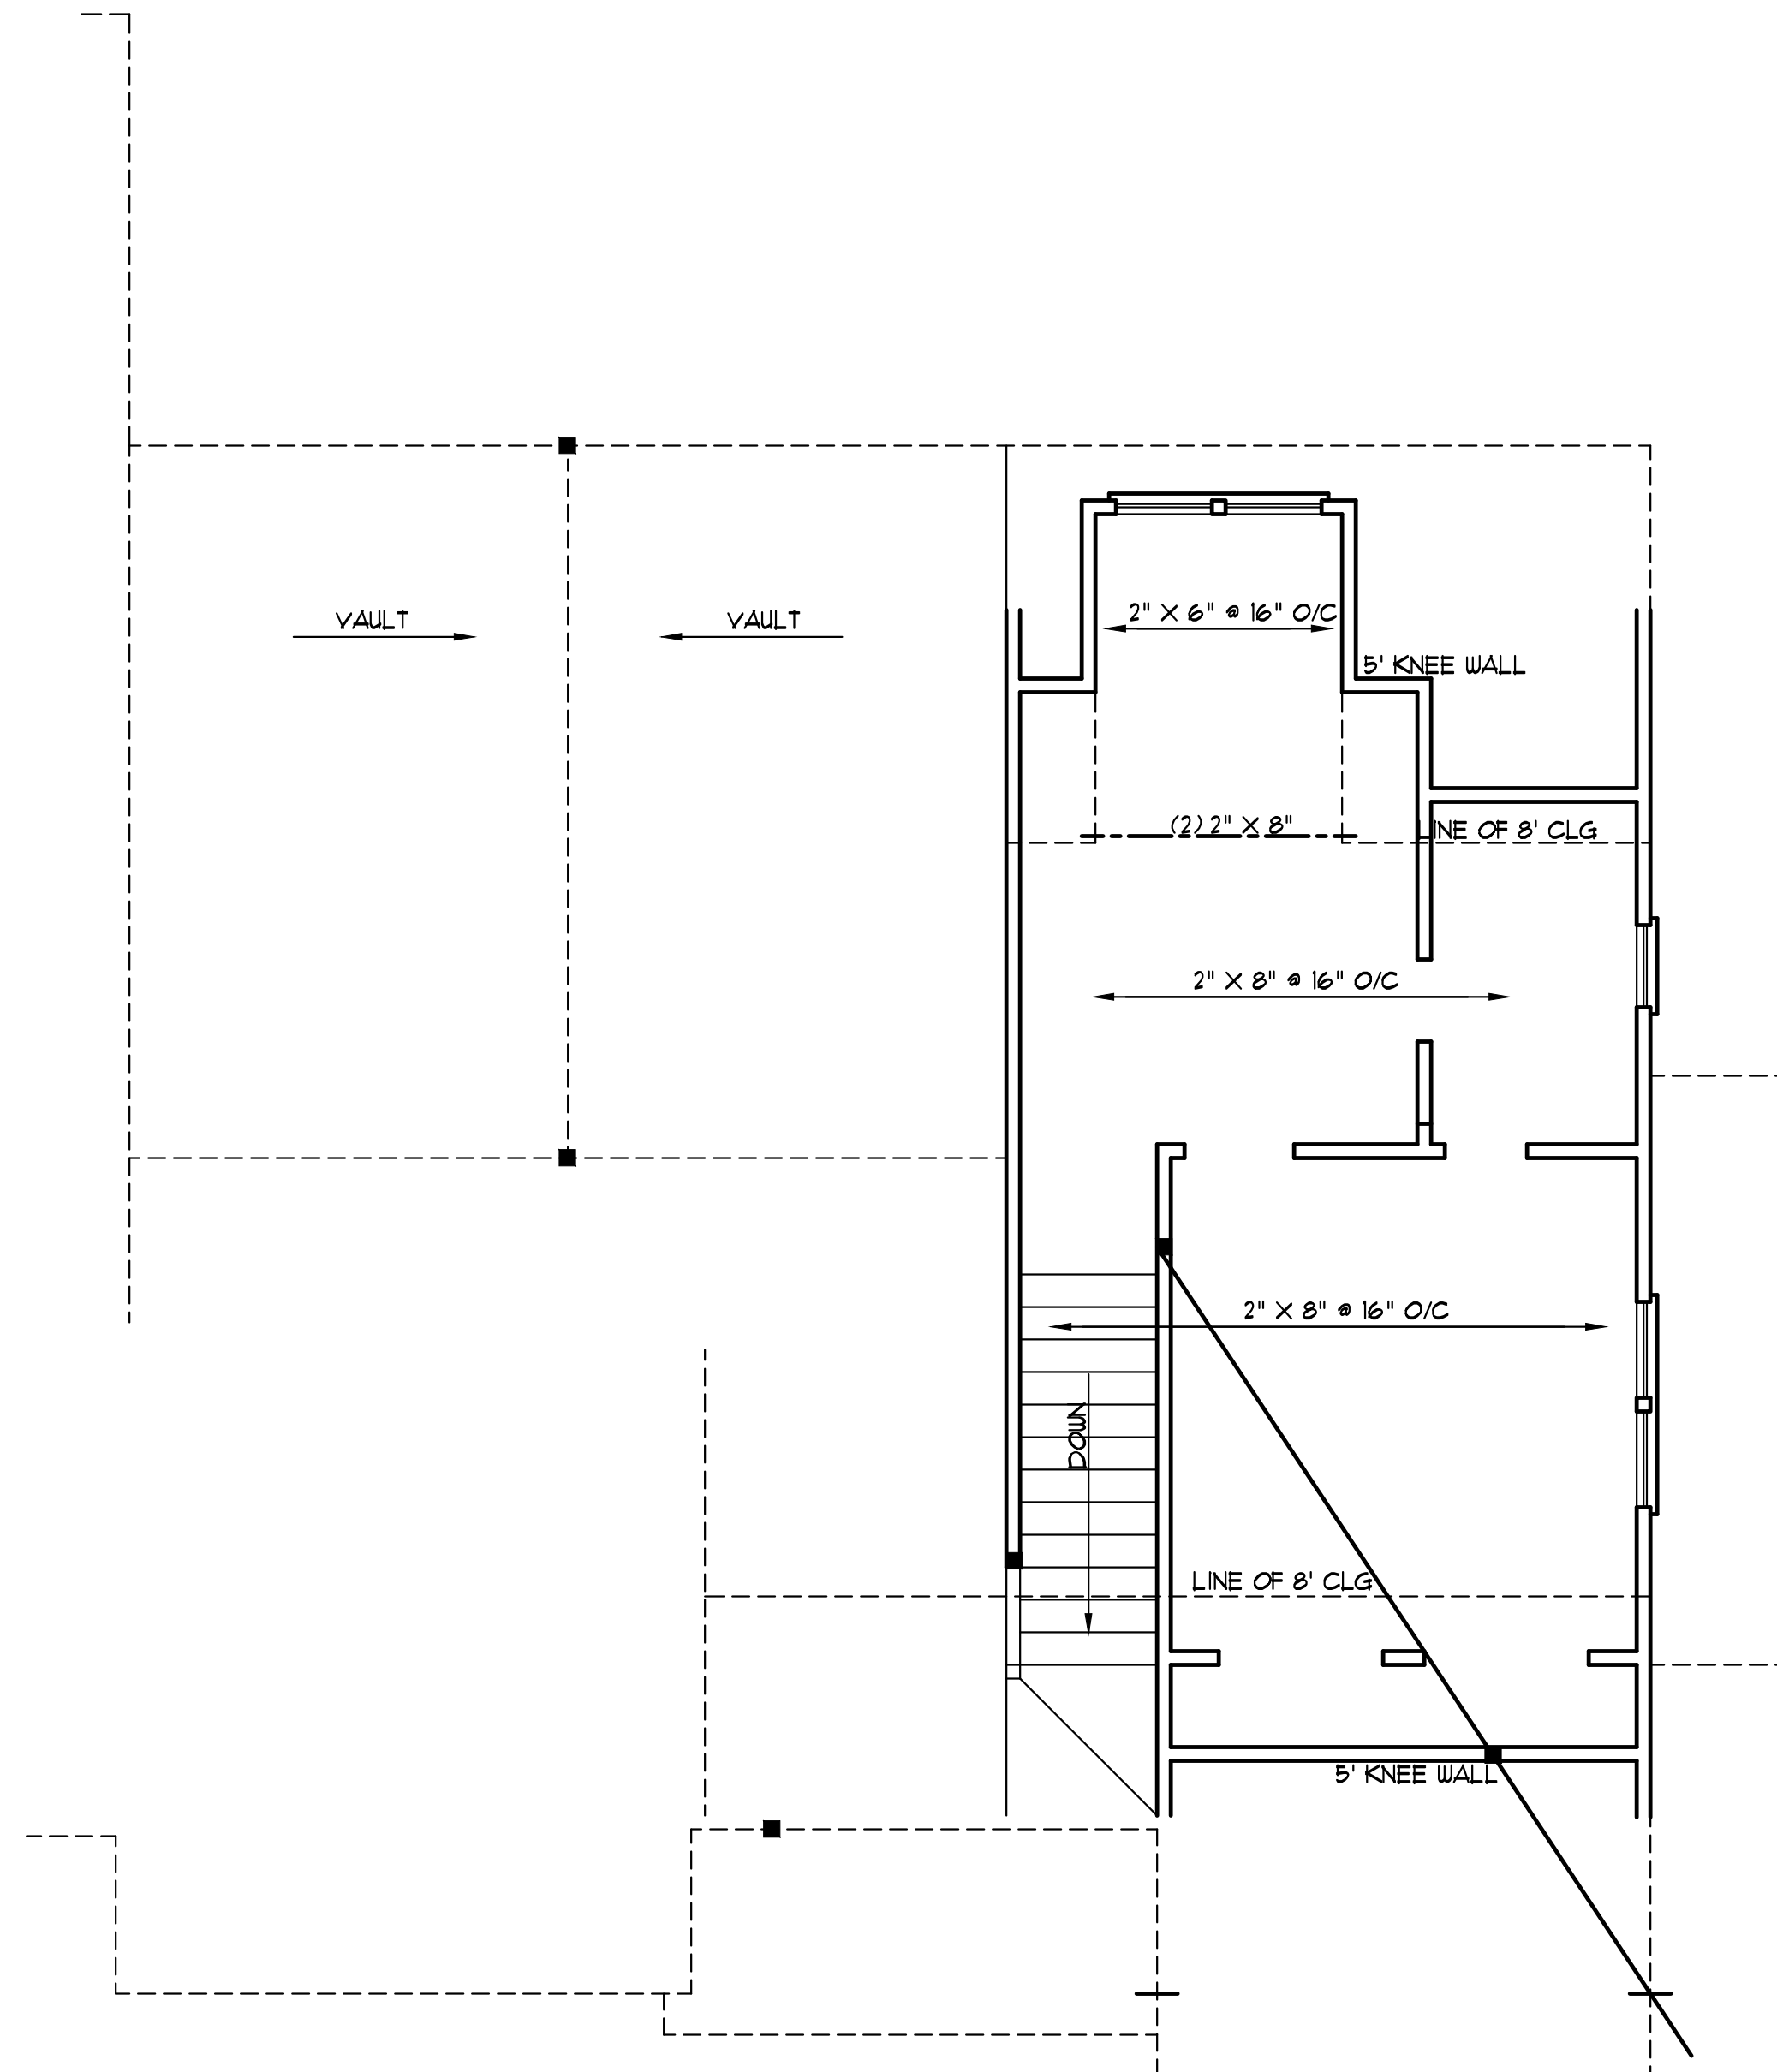 VAULT
VAULT
2" X 6" @ 16" O/C
5' KNEE WALL
(2) 2" X 8"
LINE OF 8' CLG
2" X 8" @ 16" O/C
2" X 8" @ 16" O/C
DOWN
LINE OF 8' CLG
5' KNEE WALL